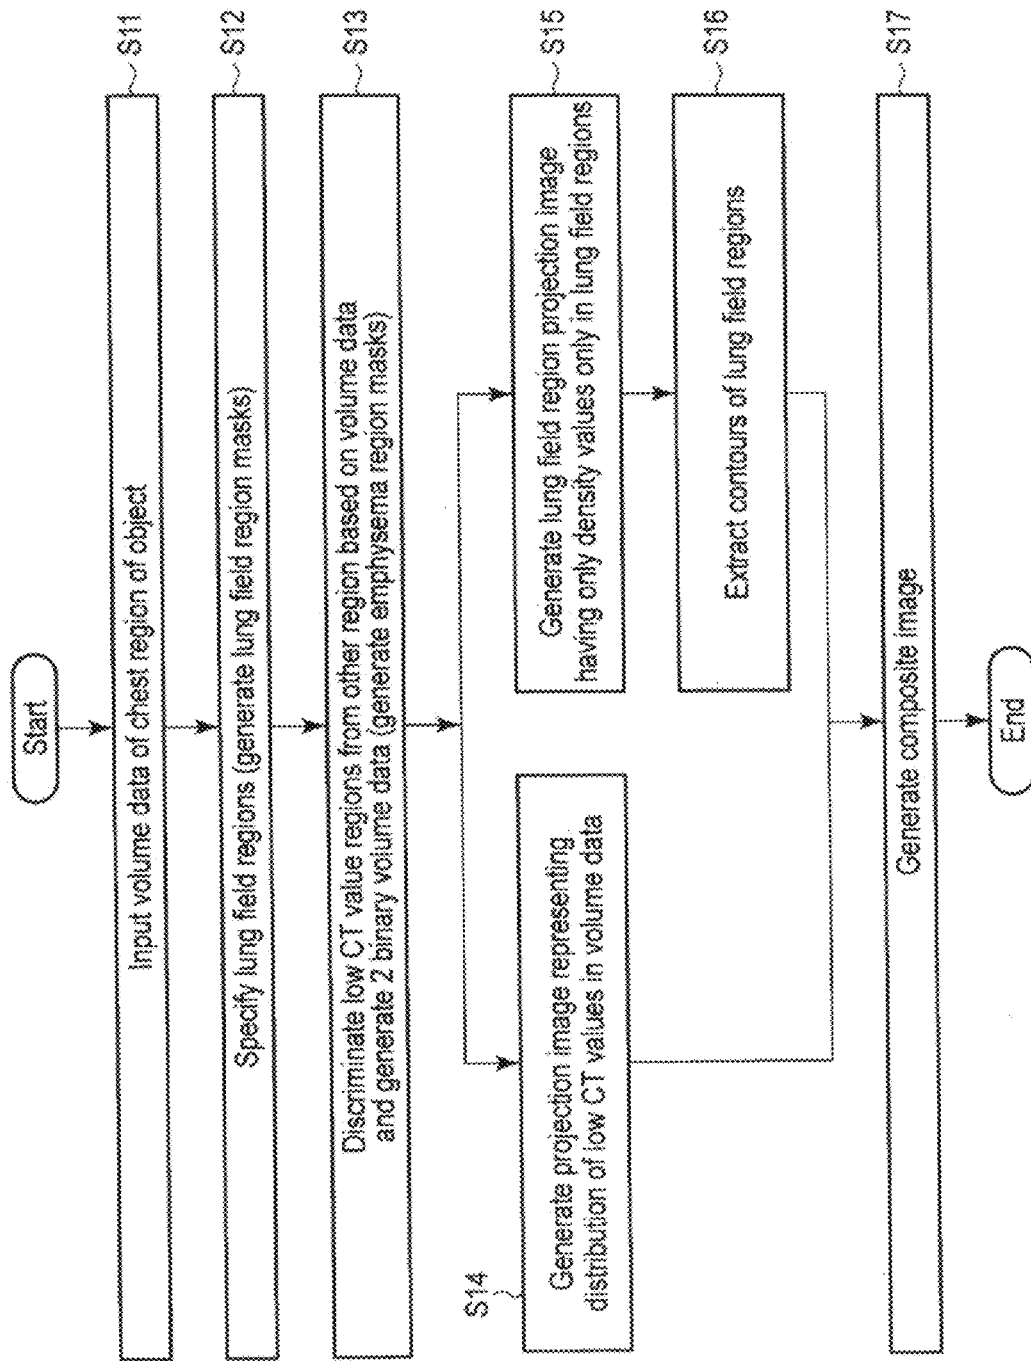 Start
S11
Input volume data of chest region of object
S12
Specify lung field regions (generate lung field region masks)
S13
Discriminate low CT value regions from other region based on volume data
and generate 2 binary volume data (generate emphysema region masks)
S14
Generate projection image representing
distribution of low CT values in volume data
S15
Generate lung field region projection image
having only density values only in lung field regions
S16
Extract contours of lung field regions
S17
Generate composite image
End